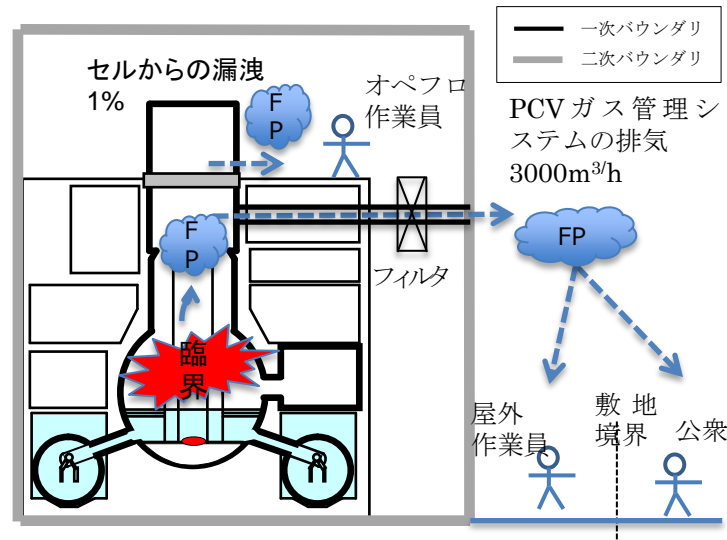 一次バウンダリ
二次バウンダリ
セルからの漏洩
1%
オペフロ
作業員
PCVガス管理シ
ステムの排気
3000m³/h
F
P
F
P
FP
フィルタ
臨
界
屋外
作業員
敷地
境界
公衆